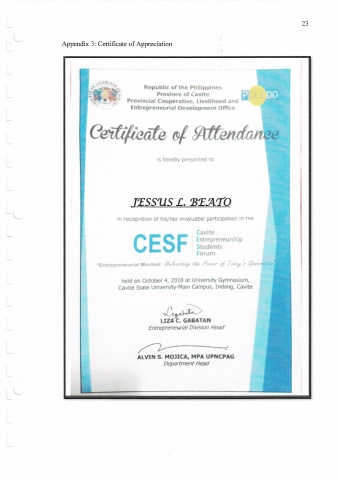 23
Appendix 3: Certificate of Appreciation
Republic of the Philippines
Province of Cavite
Provincial Cooperative, Livelihood and
Entrepreneurial Development Office
Certificate of Attendance
is hereby presented to
JESSUS L. BEATO
in recognition of his/her invaluable participation in the
CESF
Cavite
Entrepreneurship
Students
Forum
"Entrepreneurial Mindset: Unleashing the Power of Today's Generation
held on October 4, 2018 at University Gymnasium,
Cavite State University-Main Campus, Indang, Cavite
LIZA C. GABATAN
Entrepreneurial Division Head
ALVIN S. MOJICA, MPA UPNCPAG
Department Head